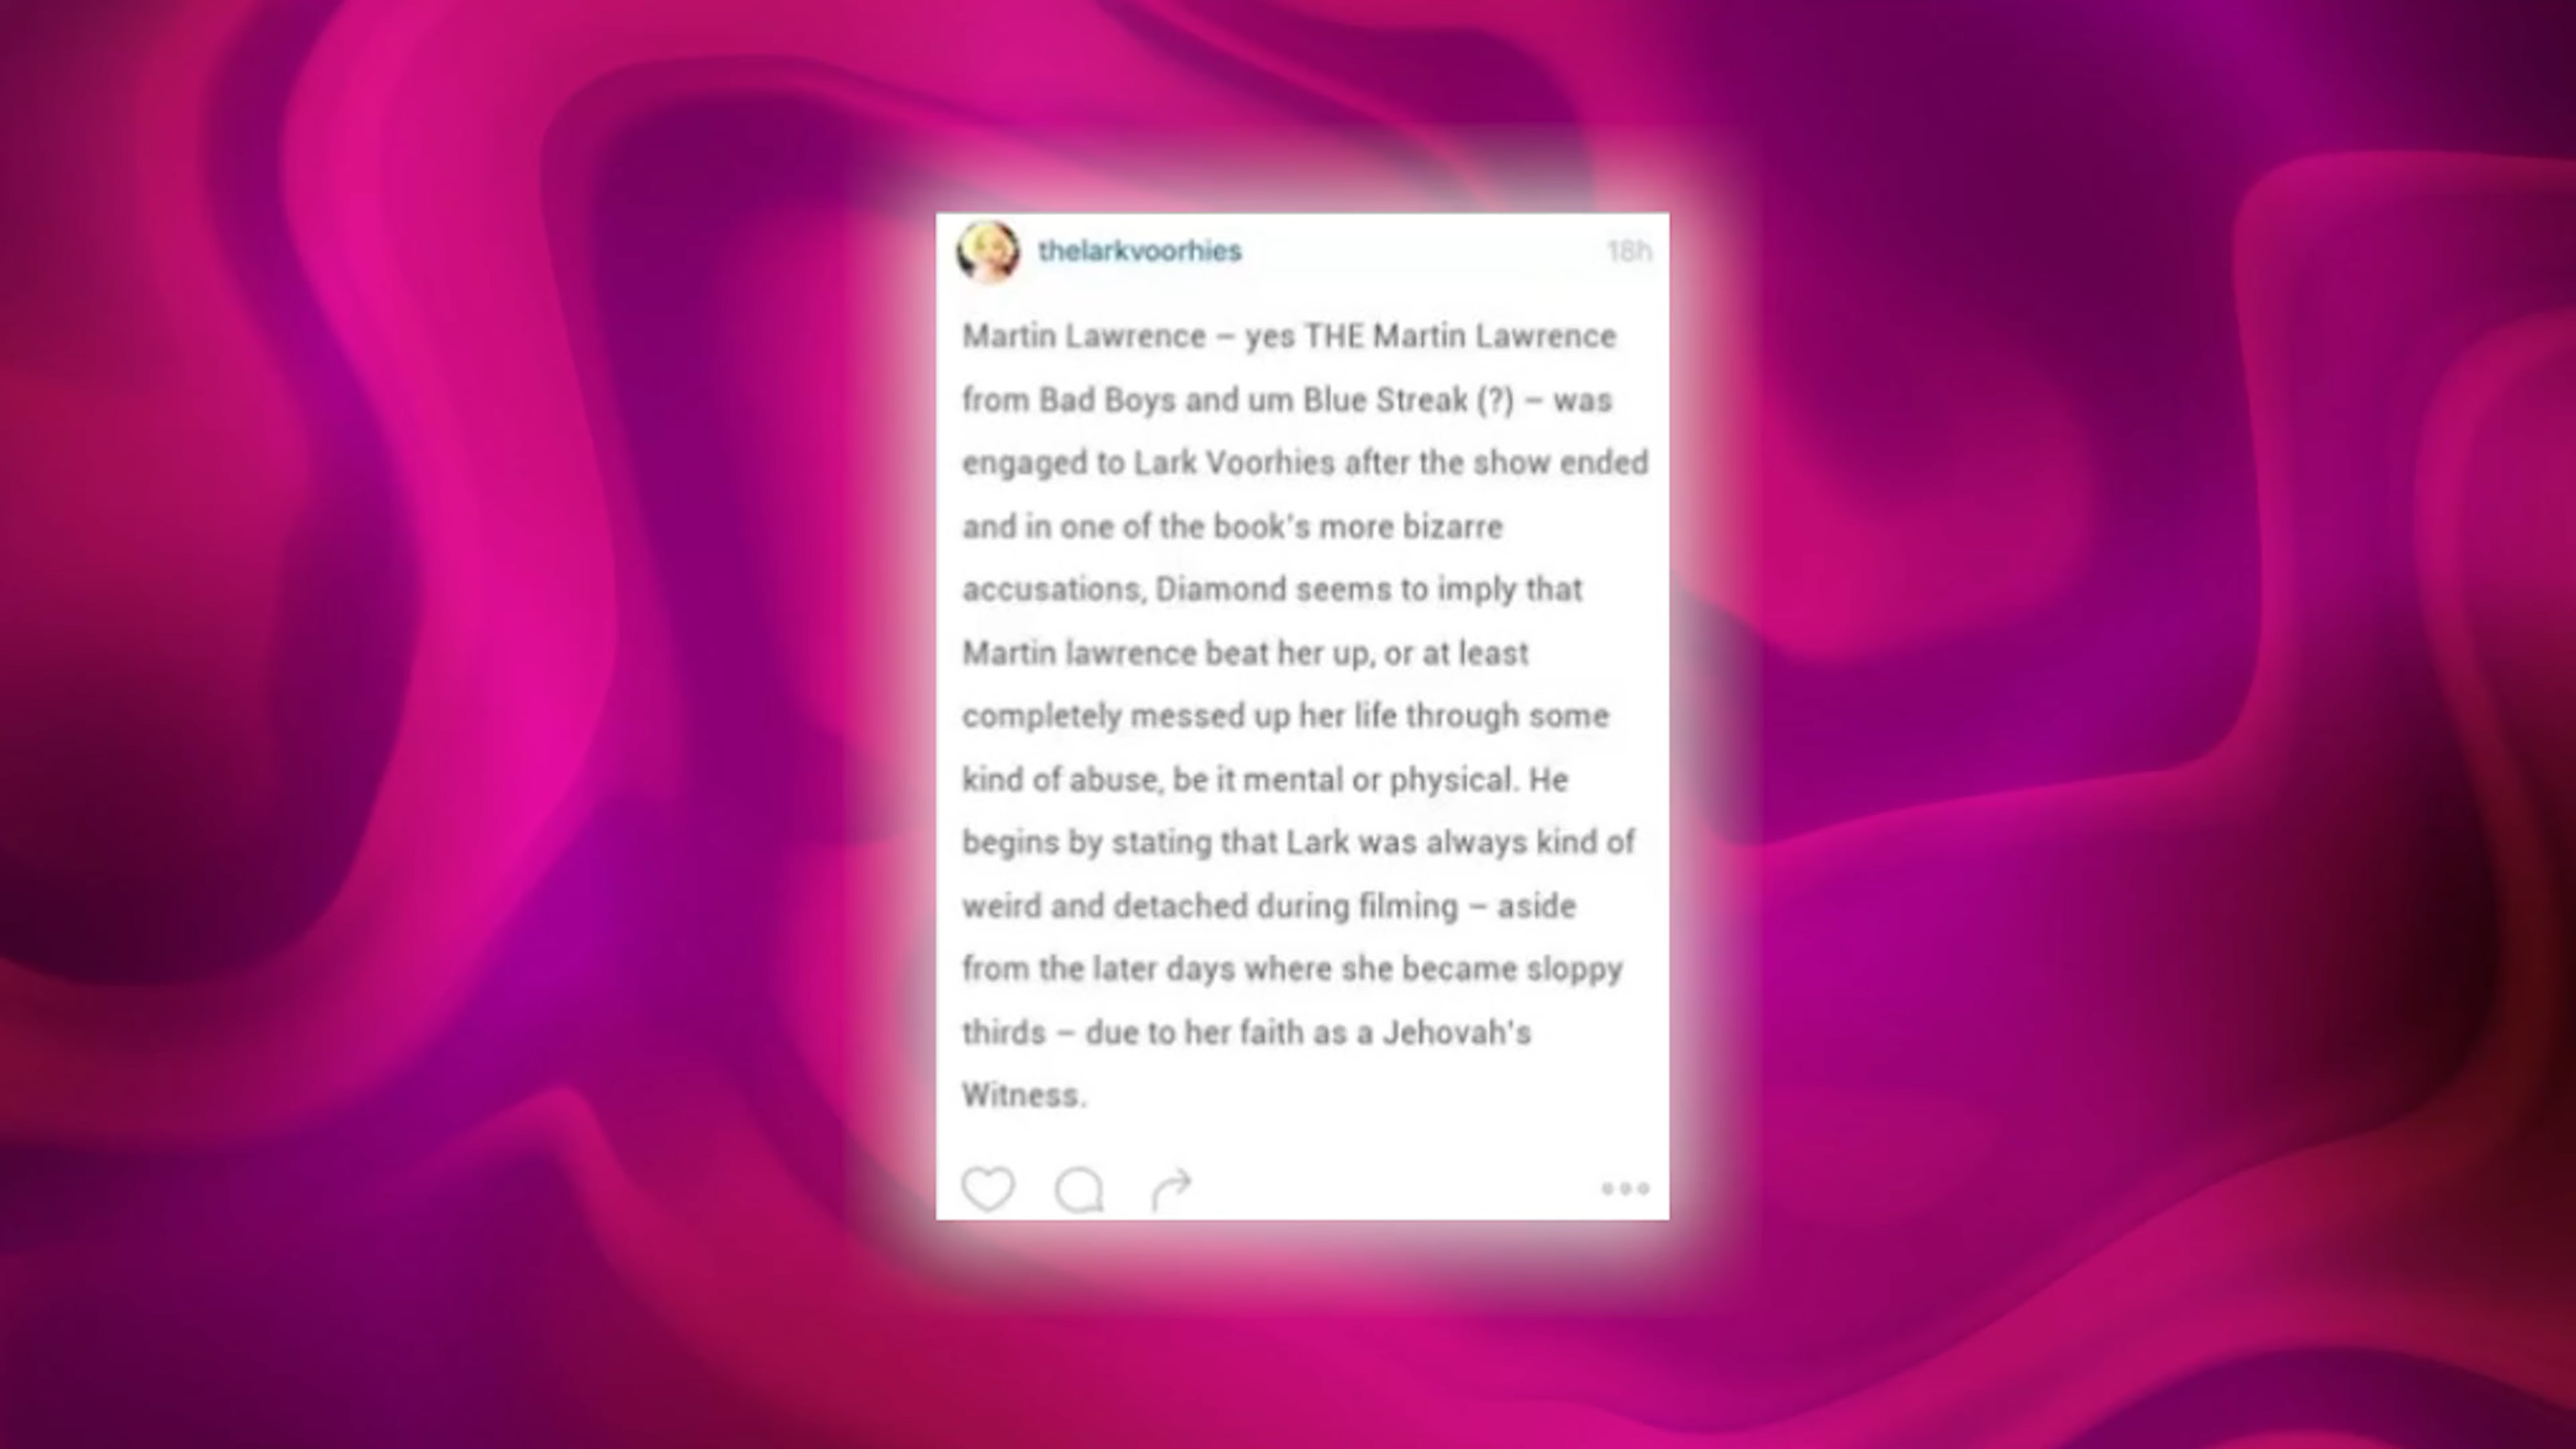 thelarkvoorhies 18h
Martin Lawrence – yes THE Martin Lawrence
from Bad Boys and um Blue Streak (?) – was
engaged to Lark Voorhies after the show ended
and in one of the book's more bizarre
accusations, Diamond seems to imply that
Martin lawrence beat her up, or at least
completely messed up her life through some
kind of abuse, be it mental or physical. He
begins by stating that Lark was always kind of
weird and detached during filming – aside
from the later days where she became sloppy
thirds – due to her faith as a Jehovah's
Witness.